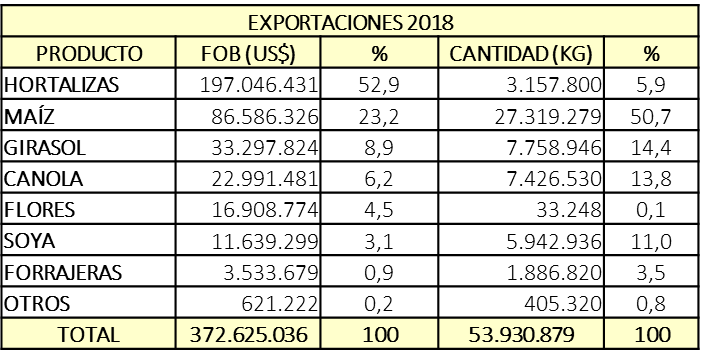 EXPORTACIONES 2018
PRODUCTO FOB (US$) % CANTIDAD (KG) %
HORTALIZAS 197.046.431 52,9 3.157.800 5,9
MAÍZ 86.586.326 23,2 27.319.279 50,7
GIRASOL 33.297.824 8,9 7.758.946 14,4
CANOLA 22.991.481 6,2 7.426.530 13,8
FLORES 16.908.774 4,5 33.248 0,1
SOYA 11.639.299 3,1 5.942.936 11,0
FORRAJERAS 3.533.679 0,9 1.886.820 3,5
OTROS 621.222 0,2 405.320 0,8
TOTAL 372.625.036 100 53.930.879 100